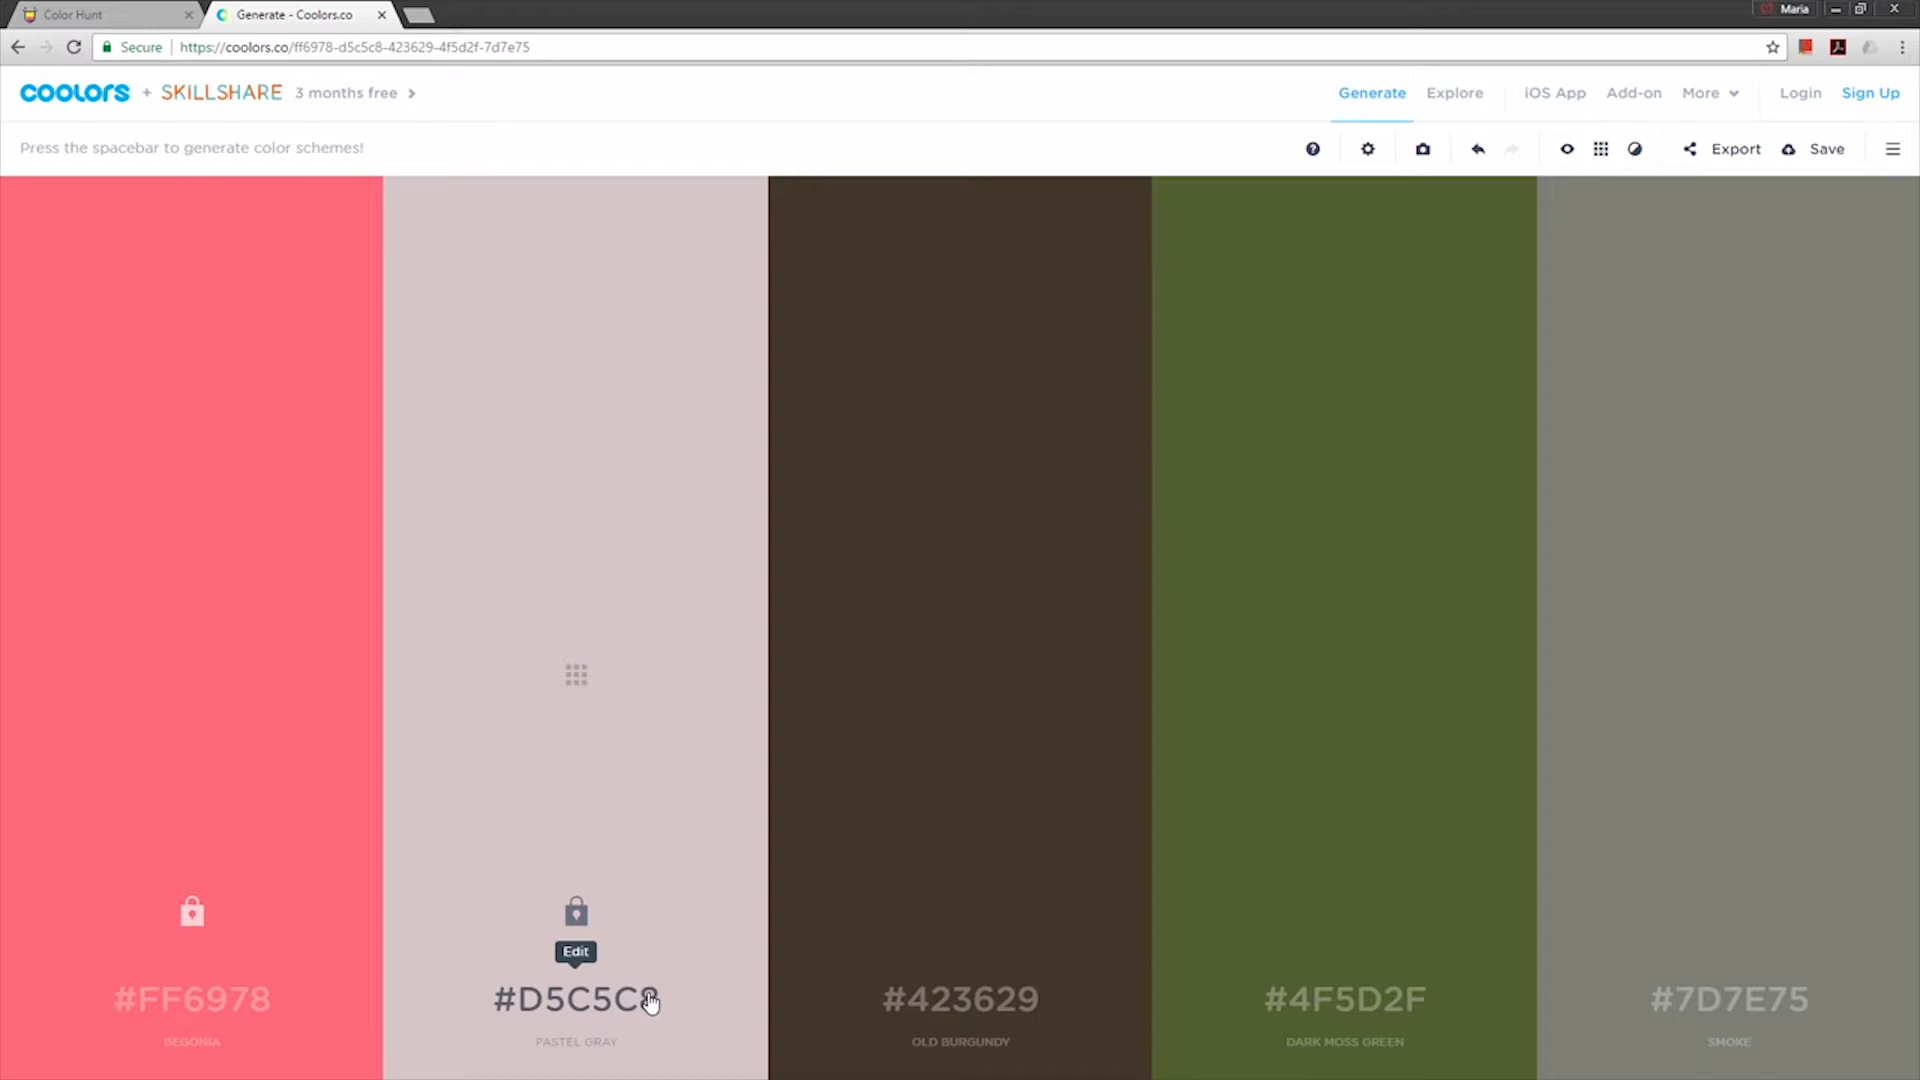 Color Hunt
Generate - Coolors.co
Maria
Secure
https://coolors.co/ff6978-d5c5c8-423629-4f5d2f-7d7e75
coolors + SKILLSHARE 3 months free
Generate Explore iOS App Add-on More Login Sign Up
Press the spacebar to generate color schemes!
Export Save
Edit
#FF6978 #D5C5C8 #423629 #4F5D2F #7D7E75
BEGONIA PASTEL GRAY OLD BURGUNDY DARK MOSS GREEN SMOKE